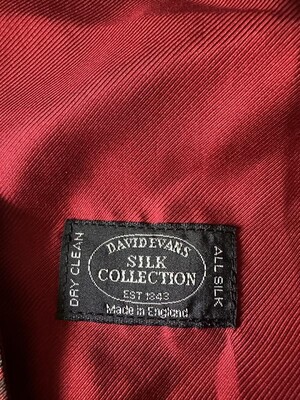 DAVID EVANS
SILK
COLLECTION
EST 1843
Made in England
DRY CLEAN
ALL SILK